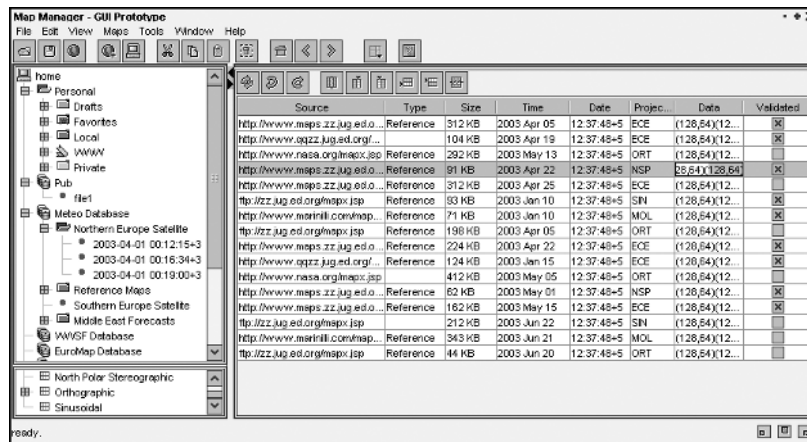 Map Manager - GUI Prototype
File Edit View Maps Tools Window Help
home
Personal
Drafts
Favorites
Local
WWW
Private
Pub
file1
Meteo Database
Northern Europe Satellite
2003-04-01 00:12:15+3
2003-04-01 00:16:34+3
2003-04-01 00:19:00+3
Reference Maps
Southern Europe Satellite
Middle East Forecasts
WWSF Database
EuroMap Database
North Polar Stereographic
Orthographic
Sinusoidal
Source Type Size Time Date Projec... Data Validated
http://www.maps.zz.jug.ed.o... Reference 312 KB 2003 Apr 05 12:37:48+5 ECE (128,64)(12...
http://www.qqzz.jug.ed.org/... 104 KB 2003 Apr 19 12:37:48+5 ECE (128,64)(12...
http://www.nasa.org/mapx.jsp Reference 292 KB 2003 May 13 12:37:48+5 ORT (128,64)(12...
http://www.maps.zz.jug.ed.o... Reference 91 KB 2003 Apr 22 12:37:48+5 NSP 28,64)(128,64)
http://www.maps.zz.jug.ed.o... Reference 312 KB 2003 Apr 25 12:37:48+5 ECE (128,64)(12...
ftp://zz.jug.ed.org/mapx.jsp Reference 93 KB 2003 Jan 10 12:37:48+5 SIN (128,64)(12...
http://www.marinilli.com/map... Reference 71 KB 2003 Jan 10 12:37:48+5 MOL (128,64)(12...
ftp://zz.jug.ed.org/mapx.jsp Reference 198 KB 2003 Apr 05 12:37:48+5 ORT (128,64)(12...
http://www.maps.zz.jug.ed.o... Reference 224 KB 2003 Apr 22 12:37:48+5 ECE (128,64)(12...
http://www.qqzz.jug.ed.org/... Reference 124 KB 2003 Jan 15 12:37:48+5 ECE (128,64)(12...
http://www.nasa.org/mapx.jsp 412 KB 2003 May 05 12:37:48+5 ORT (128,64)(12...
http://www.maps.zz.jug.ed.o... Reference 62 KB 2003 May 01 12:37:48+5 NSP (128,64)(12...
http://www.maps.zz.jug.ed.o... Reference 162 KB 2003 May 15 12:37:48+5 ECE (128,64)(12...
ftp://zz.jug.ed.org/mapx.jsp 212 KB 2003 Jun 22 12:37:48+5 SIN (128,64)(12...
http://www.marinilli.com/map... Reference 343 KB 2003 Jun 21 12:37:48+5 MOL (128,64)(12...
ftp://zz.jug.ed.org/mapx.jsp Reference 44 KB 2003 Jun 20 12:37:48+5 ORT (128,64)(12...
ready.